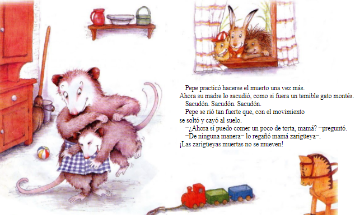 Pepe practicó hacerse el muerto una vez más.
Ahora su madre lo sacudió, como si fuera un temible gato montés.
Sacudón. Sacudón. Sacudón.
Pepe se rió tan fuerte que, con el movimiento
se soltó y cayó al suelo.
—¿Ahora sí puedo comer un poco de torta, mamá? —preguntó.
—De ninguna manera— lo regañó mamá zarigüeya—
¡Las zarigüeyas muertas no se mueven!